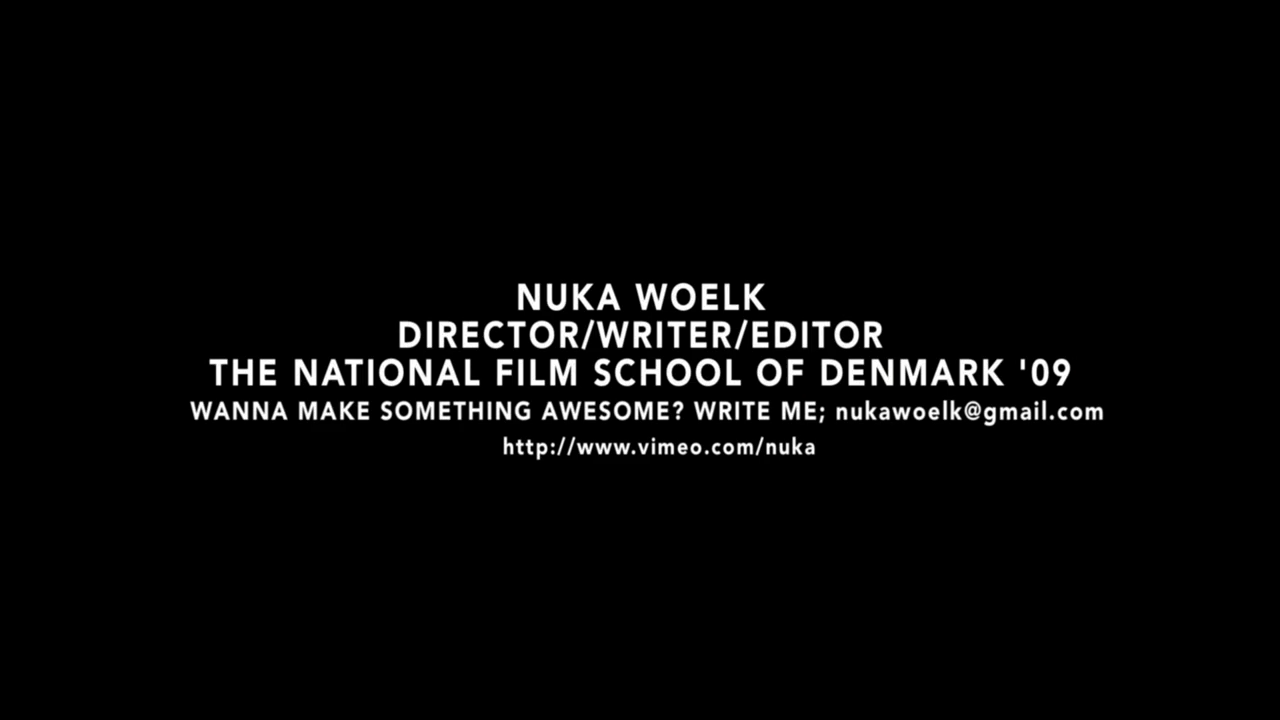 NUKA WOELK
DIRECTOR/WRITER/EDITOR
THE NATIONAL FILM SCHOOL OF DENMARK '09
WANNA MAKE SOMETHING AWESOME? WRITE ME; nukawoelk@gmail.com
http://www.vimeo.com/nuka